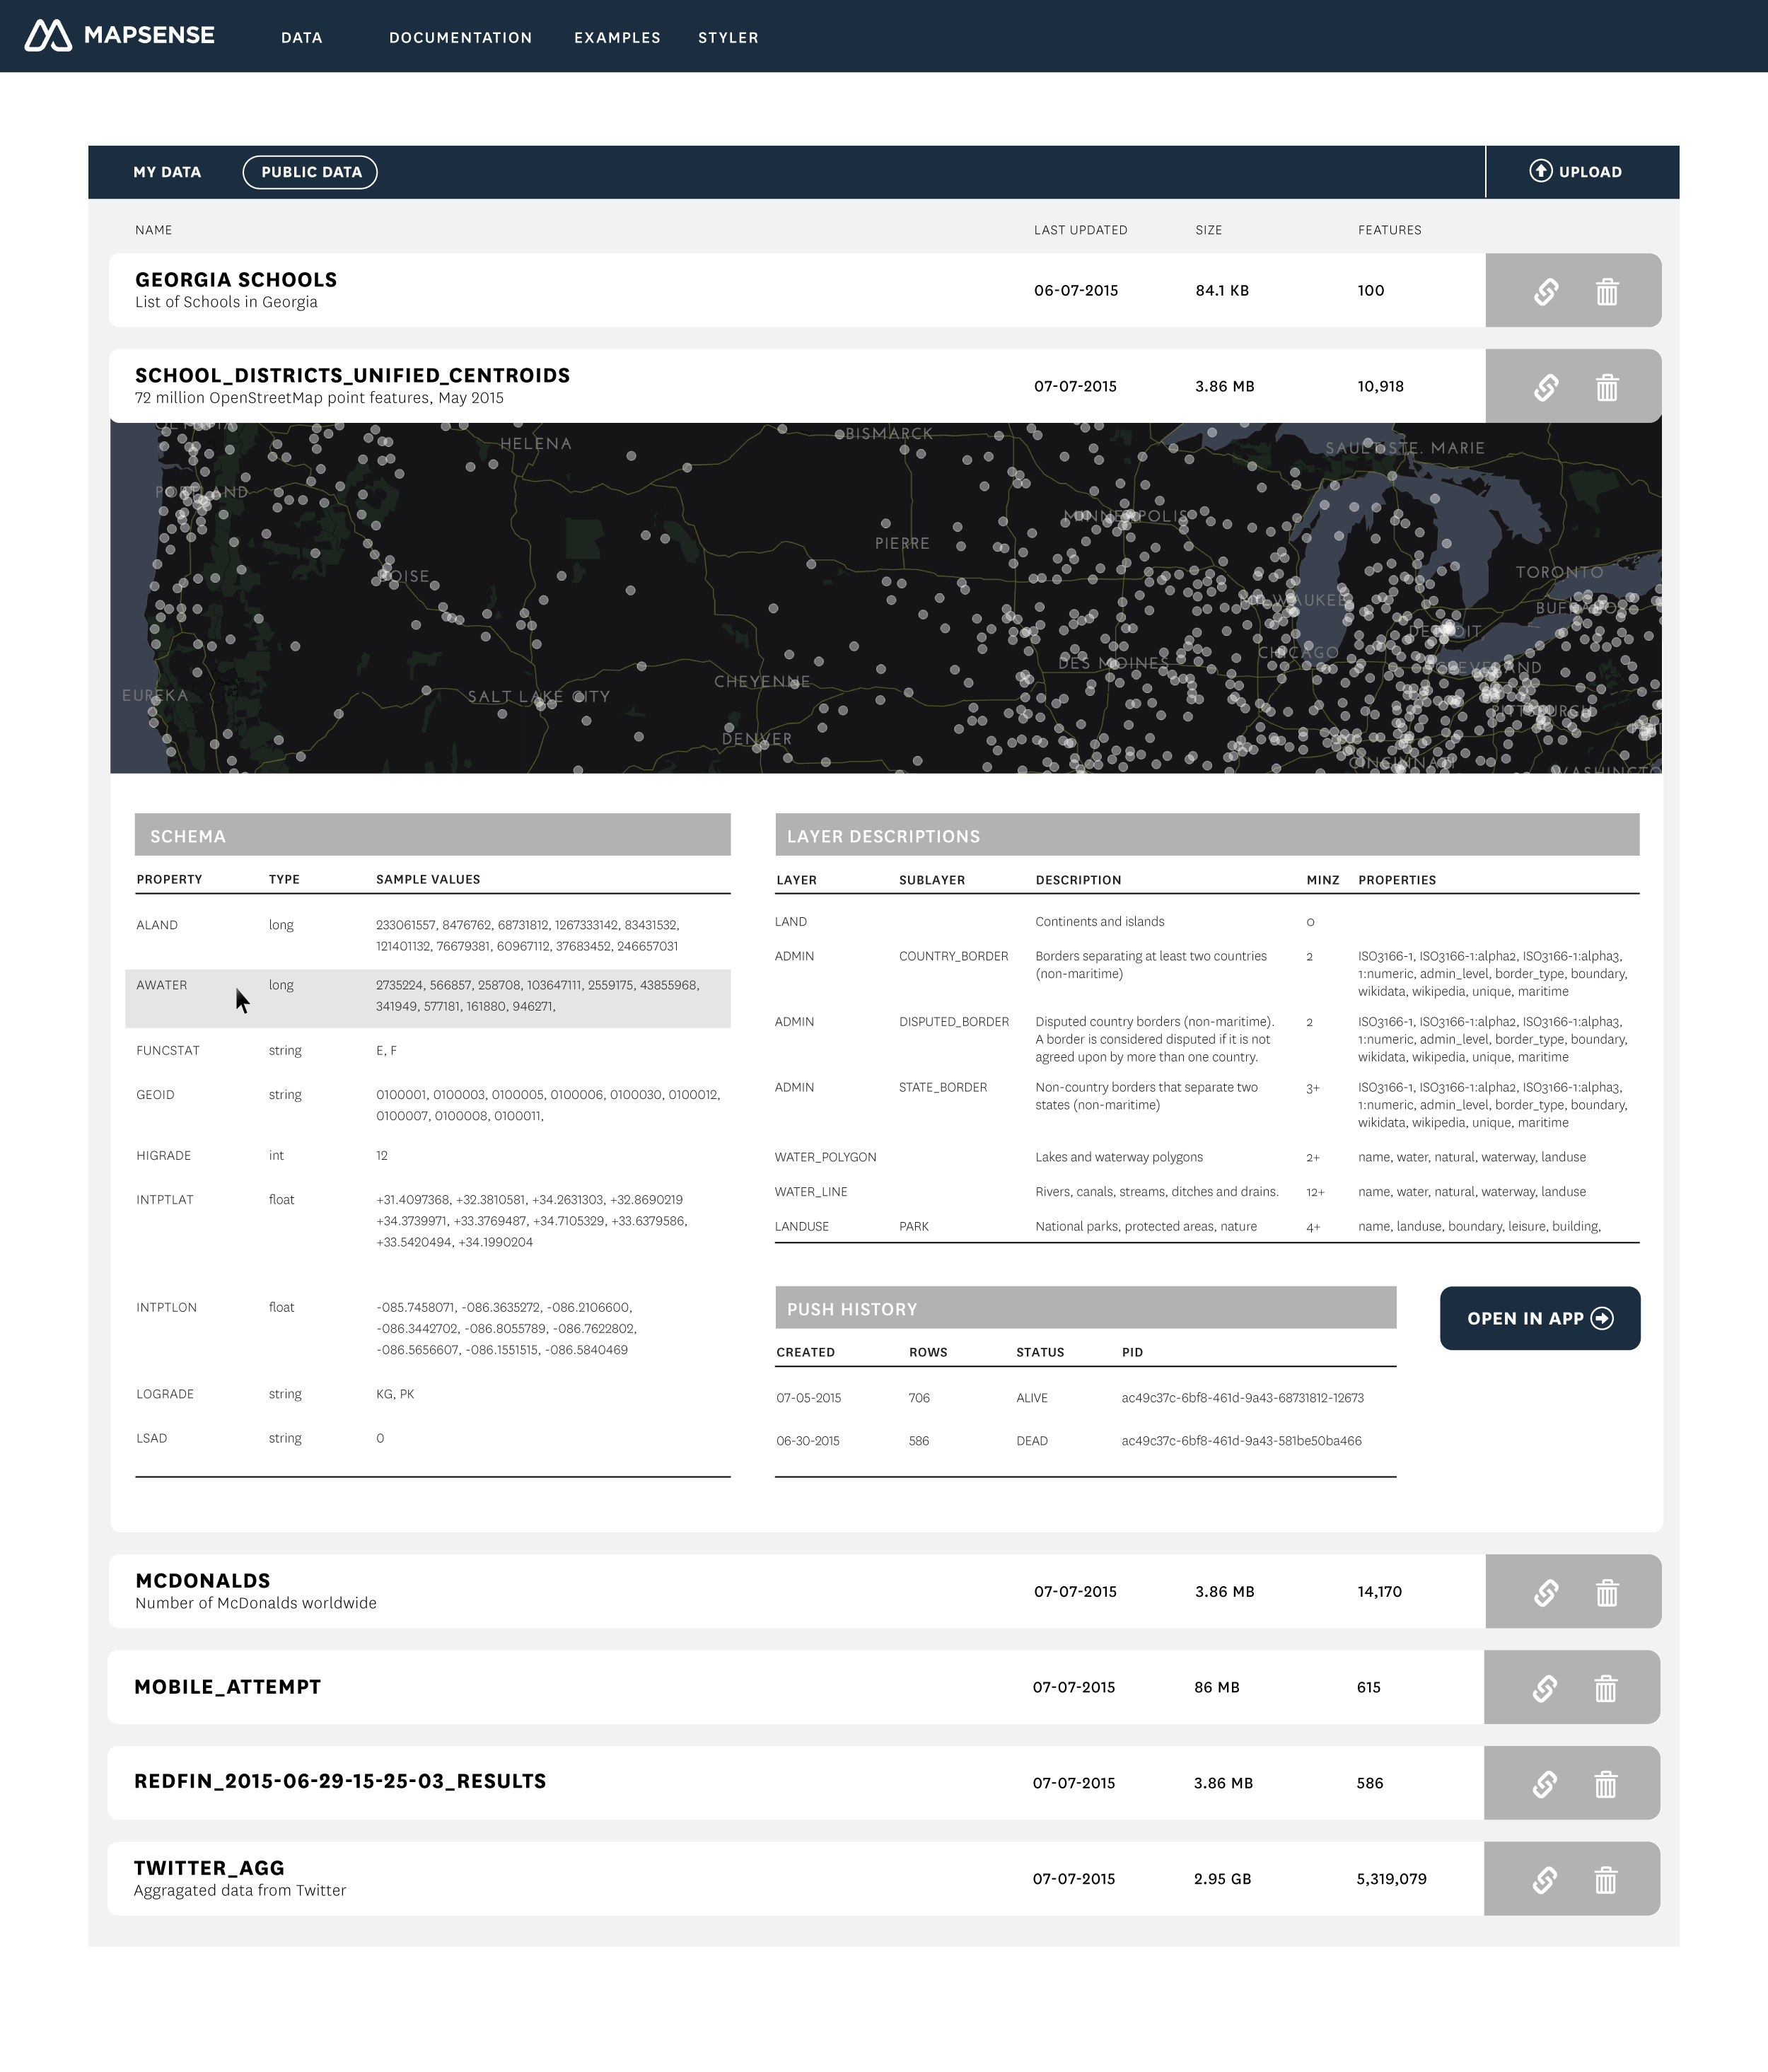 MAPSENSE
DATA
DOCUMENTATION
EXAMPLES
STYLER
MY DATA
PUBLIC DATA
UPLOAD
NAME
LAST UPDATED
SIZE
FEATURES
GEORGIA SCHOOLS
List of Schools in Georgia
06-07-2015
84.1 KB
100
SCHOOL_DISTRICTS_UNIFIED_CENTROIDS
72 million OpenStreetMap point features, May 2015
07-07-2015
3.86 MB
10,918
OLYMPIA
HELENA
BISMARCK
SAULT STE. MARIE
PORTLAND
MINNEAPOLIS
PIERRE
BOISE
TORONTO
MILWAUKEE
BUFFALO
DETROIT
CHICAGO
DES MOINES
CLEVELAND
CHEYENNE
EUREKA
SALT LAKE CITY
PITTSBURGH
DENVER
CINCINNATI
WASHINGTO
SCHEMA
PROPERTY TYPE SAMPLE VALUES
ALAND long 233061557, 8476762, 68731812, 1267333142, 83431532,
121401132, 76679381, 60967112, 37683452, 246657031
AWATER long 2735224, 566857, 258708, 103647111, 2559175, 43855968,
341949, 577181, 161880, 946271,
FUNCSTAT string E, F
GEOID string 0100001, 0100003, 0100005, 0100006, 0100030, 0100012,
0100007, 0100008, 0100011,
HIGRADE int 12
INTPTLAT float +31.4097368, +32.3810581, +34.2631303, +32.8690219
+34.3739971, +33.3769487, +34.7105329, +33.6379586,
+33.5420494, +34.1990204
INTPTLON float -085.7458071, -086.3635272, -086.2106600,
-086.3442702, -086.8055789, -086.7622802,
-086.5656607, -086.1551515, -086.5840469
LOGRADE string KG, PK
LSAD string 0
LAYER DESCRIPTIONS
LAYER SUBLAYER DESCRIPTION MINZ PROPERTIES
LAND Continents and islands 0
ADMIN COUNTRY_BORDER Borders separating at least two countries 2 ISO3166-1, ISO3166-1:alpha2, ISO3166-1:alpha3,
(non-maritime) 1:numeric, admin_level, border_type, boundary,
wikidata, wikipedia, unique, maritime
ADMIN DISPUTED_BORDER Disputed country borders (non-maritime). 2 ISO3166-1, ISO3166-1:alpha2, ISO3166-1:alpha3,
A border is considered disputed if it is not 1:numeric, admin_level, border_type, boundary,
agreed upon by more than one country. wikidata, wikipedia, unique, maritime
ADMIN STATE_BORDER Non-country borders that separate two 3+ ISO3166-1, ISO3166-1:alpha2, ISO3166-1:alpha3,
states (non-maritime) 1:numeric, admin_level, border_type, boundary,
wikidata, wikipedia, unique, maritime
WATER_POLYGON Lakes and waterway polygons 2+ name, water, natural, waterway, landuse
WATER_LINE Rivers, canals, streams, ditches and drains. 12+ name, water, natural, waterway, landuse
LANDUSE PARK National parks, protected areas, nature 4+ name, landuse, boundary, leisure, building,
PUSH HISTORY
CREATED ROWS STATUS PID
07-05-2015 706 ALIVE ac49c37c-6bf8-461d-9a43-68731812-12673
06-30-2015 586 DEAD ac49c37c-6bf8-461d-9a43-581be50ba466
OPEN IN APP
MCDONALDS
Number of McDonalds worldwide
07-07-2015
3.86 MB
14,170
MOBILE_ATTEMPT
07-07-2015
86 MB
615
REDFIN_2015-06-29-15-25-03_RESULTS
07-07-2015
3.86 MB
586
TWITTER_AGG
Aggragated data from Twitter
07-07-2015
2.95 GB
5,319,079